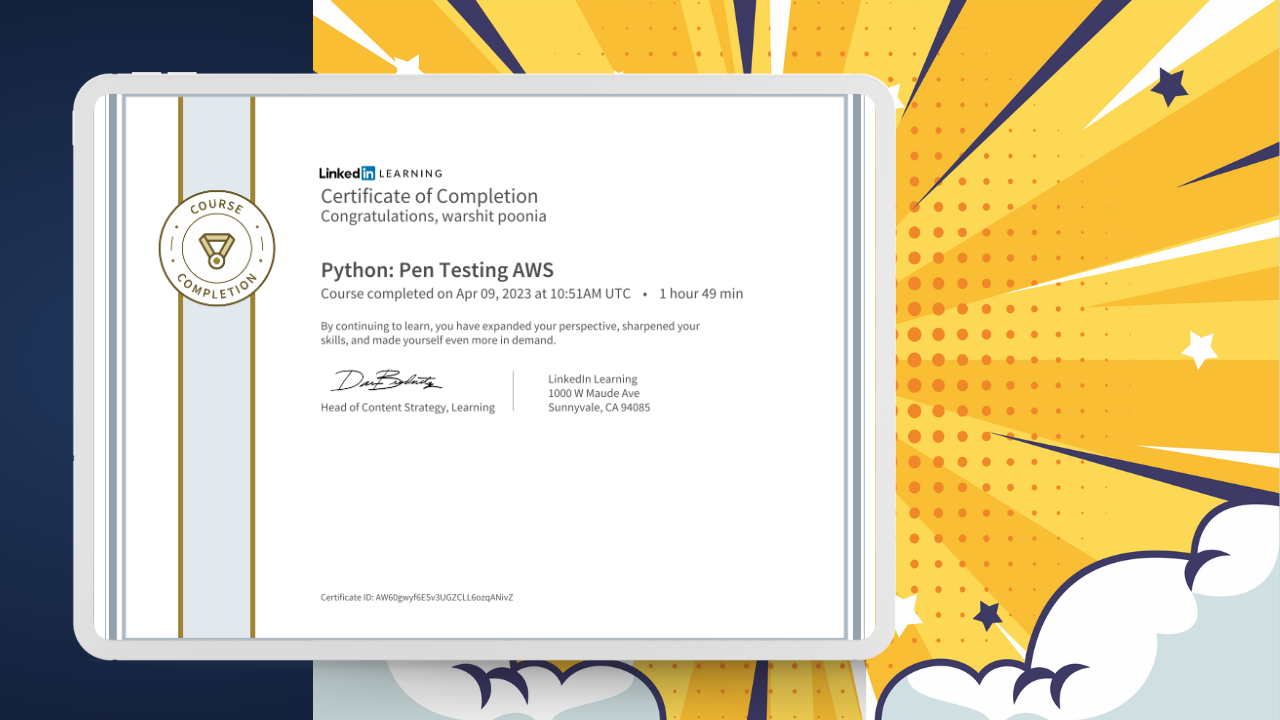 COURSE
COMPLETION
Linked in LEARNING
Certificate of Completion
Congratulations, warshit poonia
Python: Pen Testing AWS
Course completed on Apr 09, 2023 at 10:51AM UTC • 1 hour 49 min
By continuing to learn, you have expanded your perspective, sharpened your
skills, and made yourself even more in demand.
Head of Content Strategy, Learning
LinkedIn Learning
1000 W Maude Ave
Sunnyvale, CA 94085
Certificate ID: AW60gwyf6ESv3UGZCLL6ozqANivZ